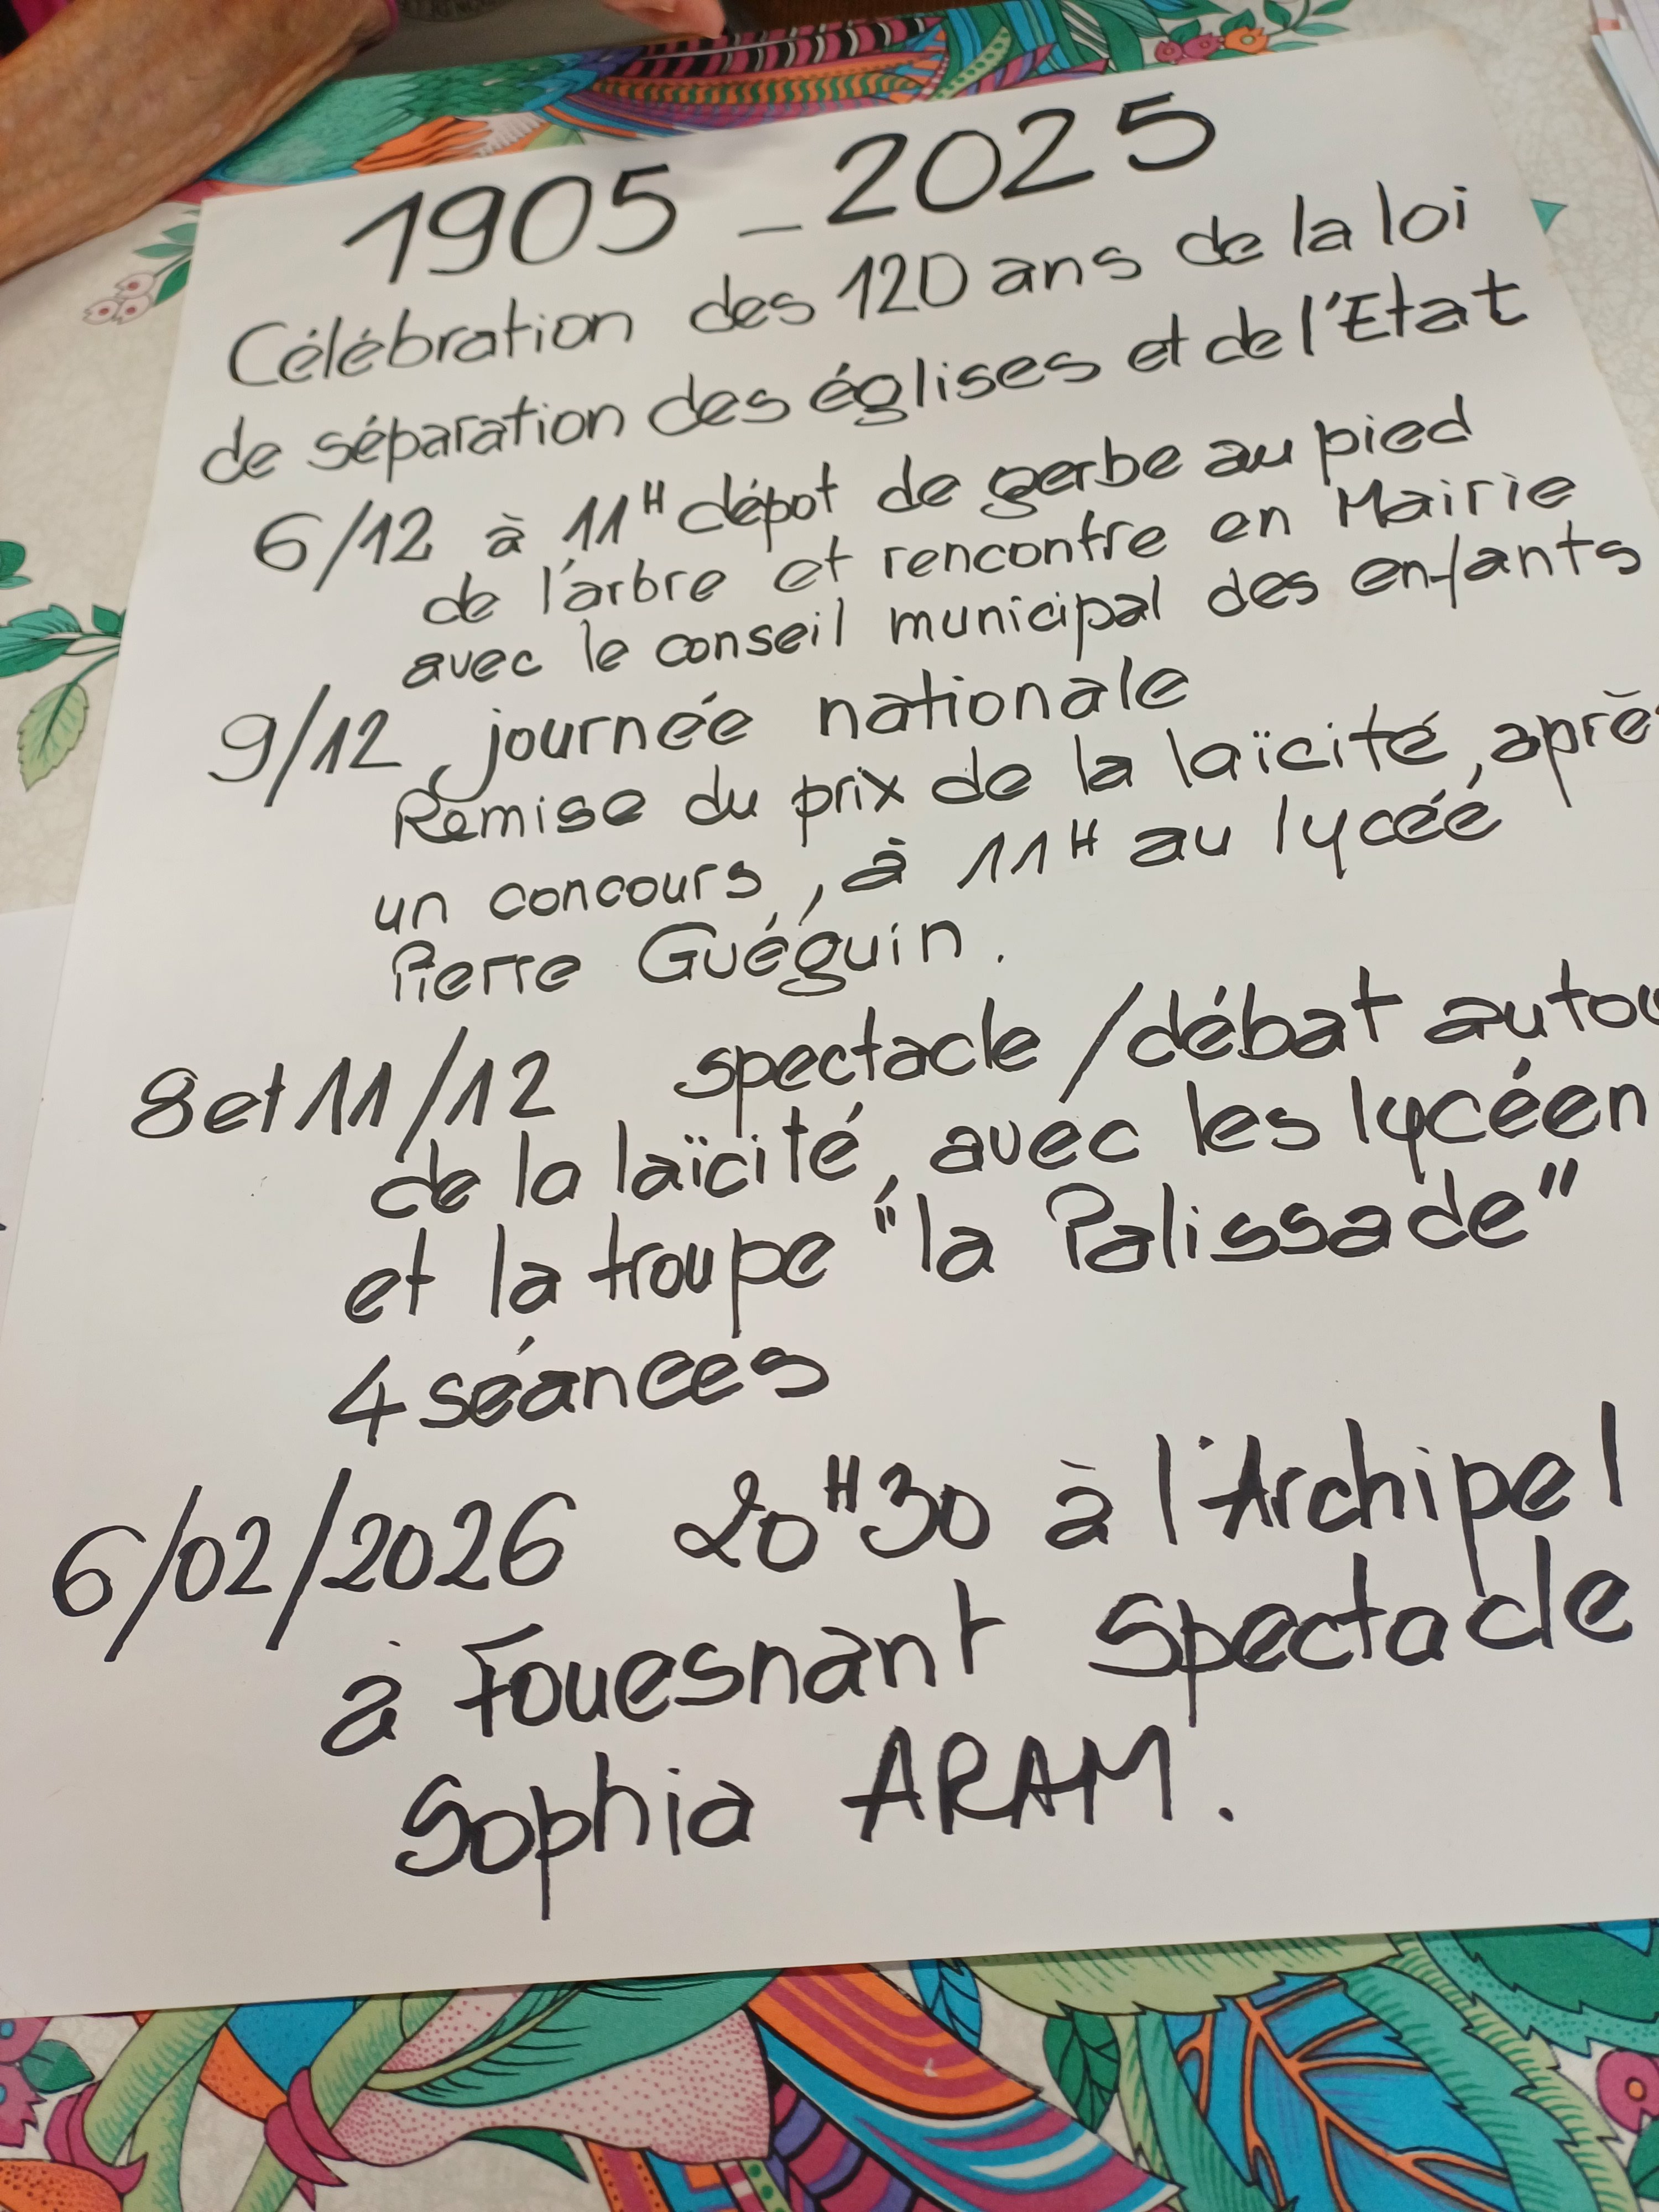 1905 _ 2025
Célébration des 120 ans de la loi
de séparation des églises et de l'Etat
6/12 à 11H dépot de gerbe au pied
de l'arbre et rencontre en Mairie
avec le conseil municipal des enfants
9/12, journée nationale
Remise du prix de la laïcité, après
un concours, à 11H au lycéé
Pierre Guéguin.
8 et 11/12 spectacle/débat autou
de la laïcité, avec les lycéen
et la troupe "la Palissade"
4 séances
6/02/2026 20H30 à l'Archipel
à Fouesnant Spectacle
Sophia ARAM.